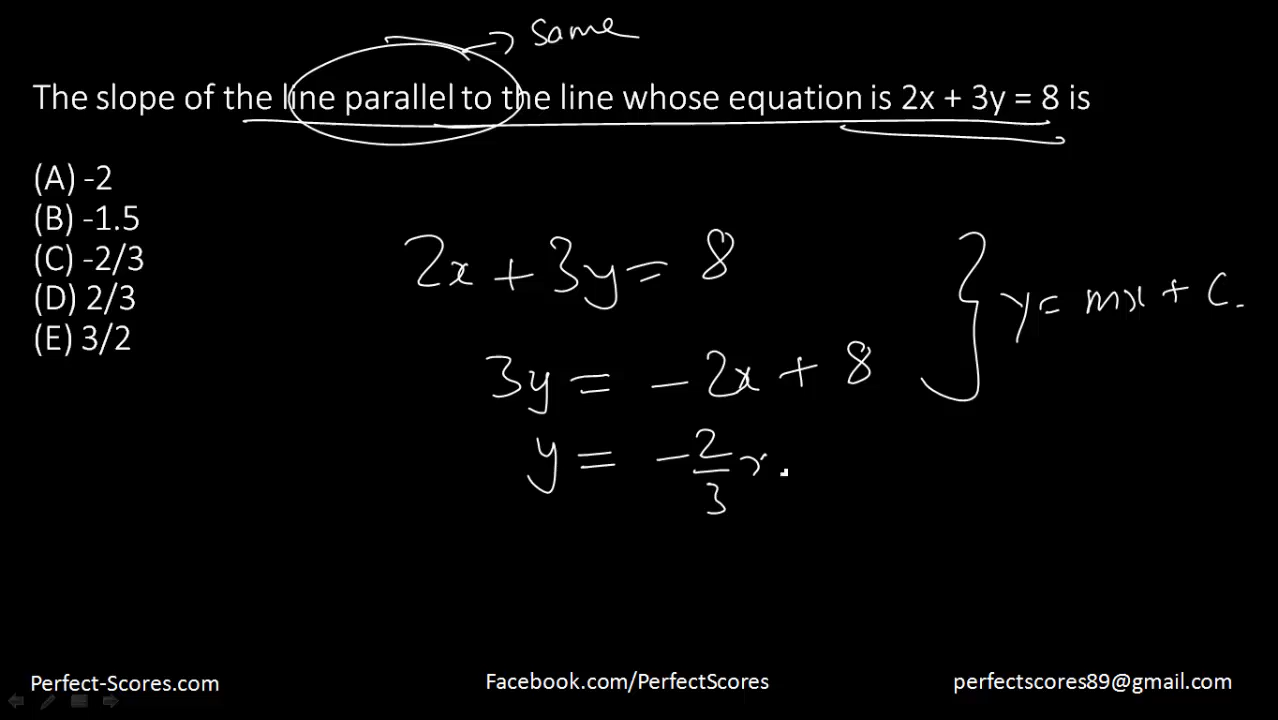 Same
The slope of the line parallel to the line whose equation is 2x + 3y = 8 is
(A) -2
(B) -1.5
(C) -2/3
(D) 2/3
(E) 3/2
2x + 3y = 8
y = mx + c.
3y = - 2x + 8
y = - 2/3 x
Perfect-Scores.com
Facebook.com/PerfectScores
perfectscores89@gmail.com